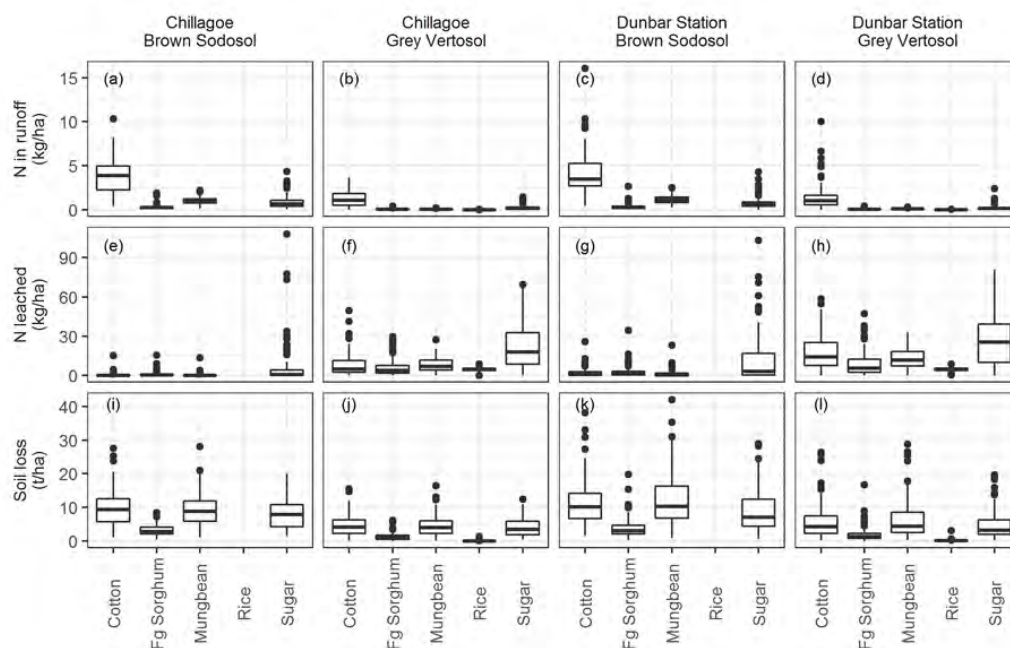 Chillagoe
Brown Sodosol
Chillagoe
Grey Vertosol
Dunbar Station
Brown Sodosol
Dunbar Station
Grey Vertosol
N in runoff
(kg/ha)
15
10
5
0
(a)
(b)
(c)
(d)
N leached
(kg/ha)
90
60
30
0
(e)
(f)
(g)
(h)
Soil loss
(t/ha)
40
30
20
10
0
(i)
(j)
(k)
(l)
Cotton
Fg Sorghum
Mungbean
Rice
Sugar
Cotton
Fg Sorghum
Mungbean
Rice
Sugar
Cotton
Fg Sorghum
Mungbean
Rice
Sugar
Cotton
Fg Sorghum
Mungbean
Rice
Sugar